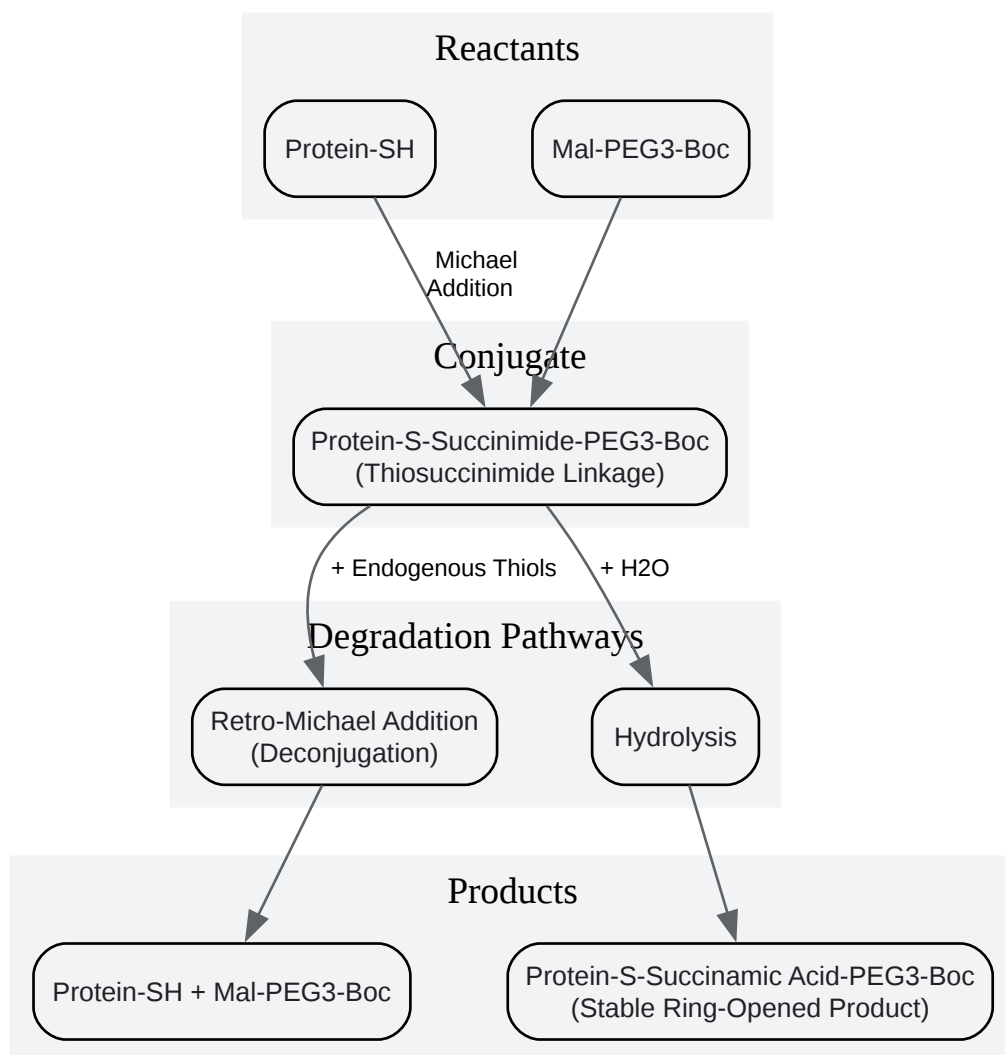 Reactants
Protein-SH
Mal-PEG3-Boc
Michael
Addition
Conjugate
Protein-S-Succinimide-PEG3-Boc
(Thiosuccinimide Linkage)
+ Endogenous Thiols
+ H2O
Degradation Pathways
Retro-Michael Addition
(Deconjugation)
Hydrolysis
Products
Protein-SH + Mal-PEG3-Boc
Protein-S-Succinamic Acid-PEG3-Boc
(Stable Ring-Opened Product)